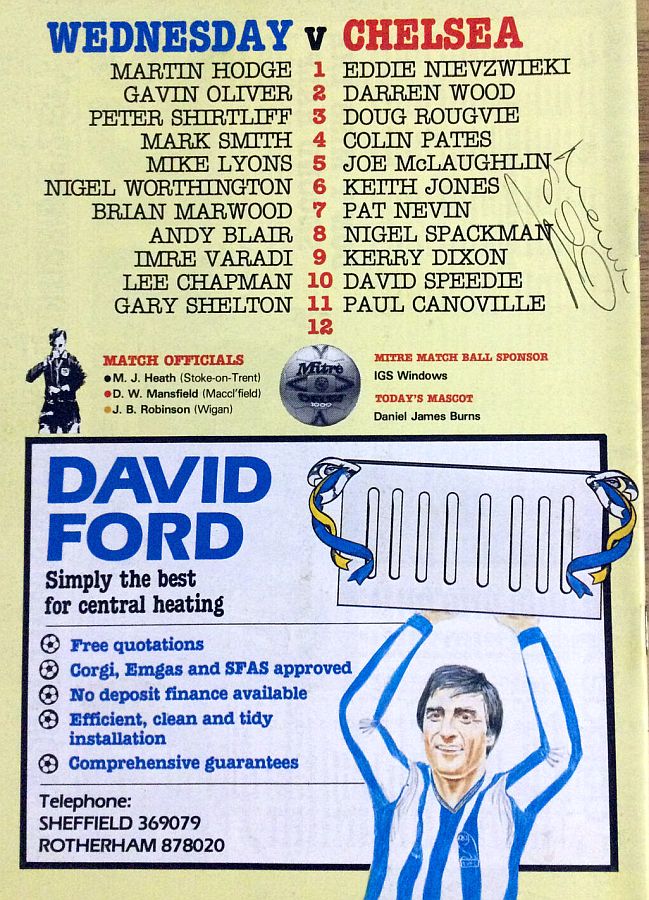 WEDNESDAY v CHELSEA
MARTIN HODGE 1 EDDIE NIEVZWIEKI
GAVIN OLIVER 2 DARREN WOOD
PETER SHIRTLIFF 3 DOUG ROUGVIE
MARK SMITH 4 COLIN PATES
MIKE LYONS 5 JOE McLAUGHLIN
NIGEL WORTHINGTON 6 KEITH JONES
BRIAN MARWOOD 7 PAT NEVIN
ANDY BLAIR 8 NIGEL SPACKMAN
IMRE VARADI 9 KERRY DIXON
LEE CHAPMAN 10 DAVID SPEEDIE
GARY SHELTON 11 PAUL CANOVILLE
12
MATCH OFFICIALS
M. J. Heath (Stoke-on-Trent)
D. W. Mansfield (Maccl'field)
J. B. Robinson (Wigan)
Mitre
1000
MITRE MATCH BALL SPONSOR
IGS Windows
TODAY'S MASCOT
Daniel James Burns
DAVID
FORD
Simply the best
for central heating
Free quotations
Corgi, Emgas and SFAS approved
No deposit finance available
Efficient, clean and tidy
installation
Comprehensive guarantees
Telephone:
SHEFFIELD 369079
ROTHERHAM 878020